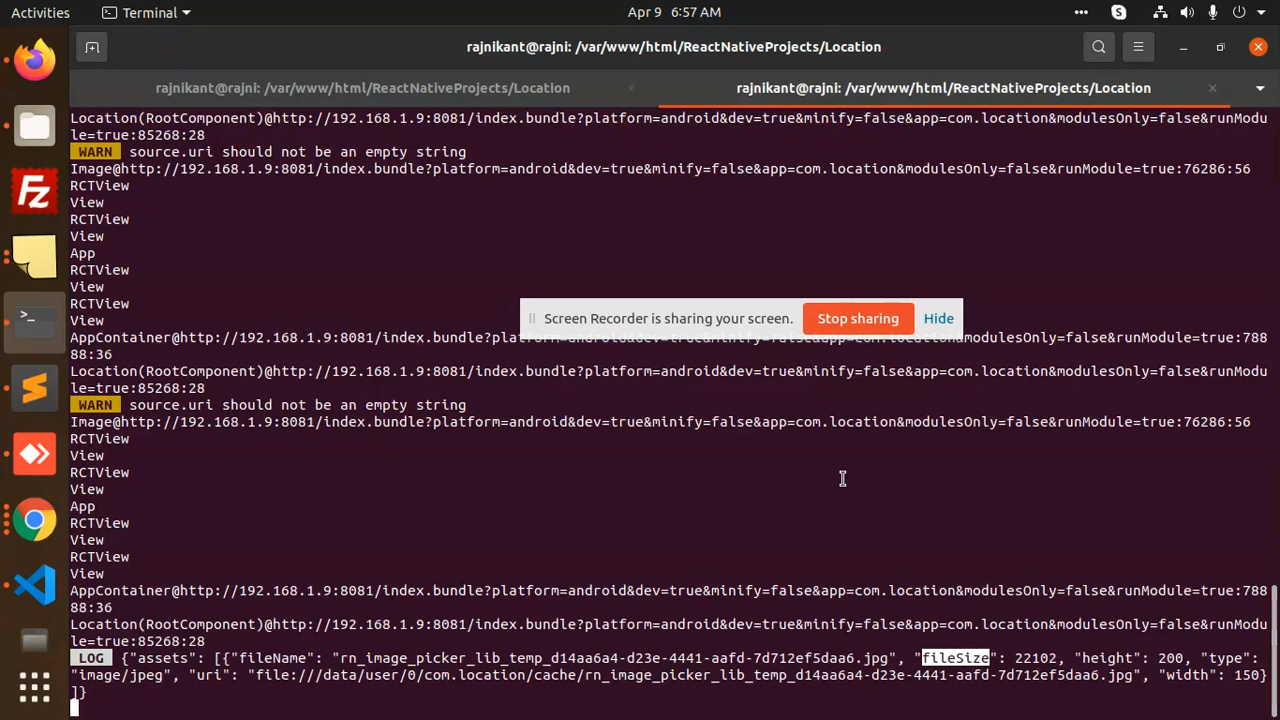 Activities
Terminal
Apr 9 6:57 AM
rajnikant@rajni: /var/www/html/ReactNativeProjects/Location
rajnikant@rajni: /var/www/html/ReactNativeProjects/Location
rajnikant@rajni: /var/www/html/ReactNativeProjects/Location
Location(RootComponent)@http://192.168.1.9:8081/index.bundle?platform=android&dev=true&minify=false&app=com.location&modulesOnly=false&runModu
le=true:85268:28
WARN source.uri should not be an empty string
Image@http://192.168.1.9:8081/index.bundle?platform=android&dev=true&minify=false&app=com.location&modulesOnly=false&runModule=true:76286:56
RCTView
View
RCTView
View
App
RCTView
View
RCTView
View
Screen Recorder is sharing your screen.
Stop sharing
Hide
AppContainer@http://192.168.1.9:8081/index.bundle?platform=android&dev=true&minify=false&app=com.location&modulesOnly=false&runModule=true:788
88:36
Location(RootComponent)@http://192.168.1.9:8081/index.bundle?platform=android&dev=true&minify=false&app=com.location&modulesOnly=false&runModu
le=true:85268:28
WARN source.uri should not be an empty string
Image@http://192.168.1.9:8081/index.bundle?platform=android&dev=true&minify=false&app=com.location&modulesOnly=false&runModule=true:76286:56
RCTView
View
RCTView
View
App
RCTView
View
RCTView
View
AppContainer@http://192.168.1.9:8081/index.bundle?platform=android&dev=true&minify=false&app=com.location&modulesOnly=false&runModule=true:788
88:36
Location(RootComponent)@http://192.168.1.9:8081/index.bundle?platform=android&dev=true&minify=false&app=com.location&modulesOnly=false&runModu
le=true:85268:28
LOG {"assets": [{"fileName": "rn_image_picker_lib_temp_d14aa6a4-d23e-4441-aafd-7d712ef5daa6.jpg", "fileSize": 22102, "height": 200, "type":
"image/jpeg", "uri": "file:///data/user/0/com.location/cache/rn_image_picker_lib_temp_d14aa6a4-d23e-4441-aafd-7d712ef5daa6.jpg", "width": 150}
]}